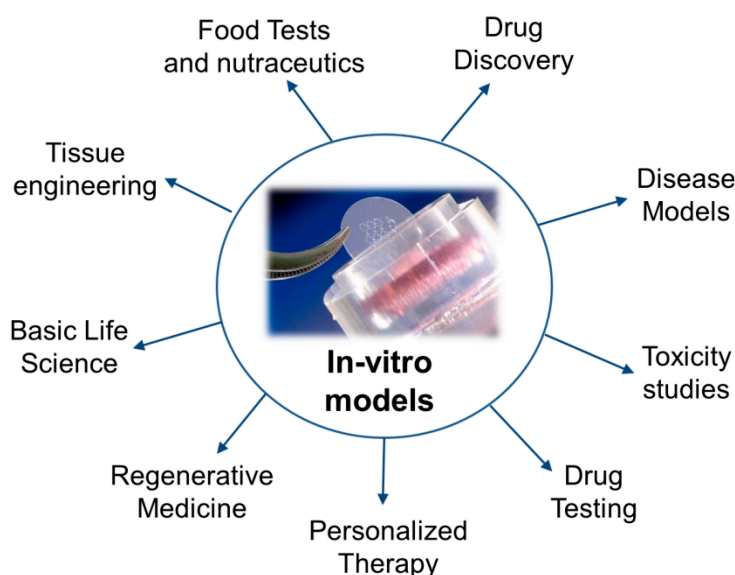 Food Tests
and nutraceutics
Drug
Discovery
Tissue
engineering
Disease
Models
In-vitro
models
Basic Life
Science
Toxicity
studies
Regenerative
Medicine
Drug
Testing
Personalized
Therapy